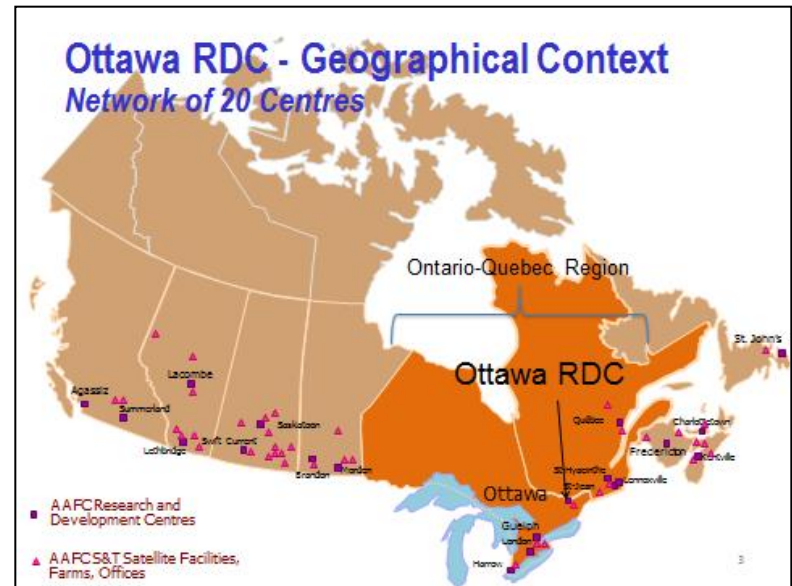 Ottawa RDC - Geographical Context
Network of 20 Centres
Ontario-Quebec Region
St. John's
Ottawa RDC
Lacombe
Agassiz
Summerland
Saskatoon
Québec
Charlottetown
Lethbridge
Swift Current
Fredericton
Kentville
Brandon
Morden
St-Hyacinthe
St-Jean
Lennoxville
Ottawa
AAFC Research and
Development Centres
Guelph
London
AAFC S&T Satellite Facilities,
Farms, Offices
Harrow
3